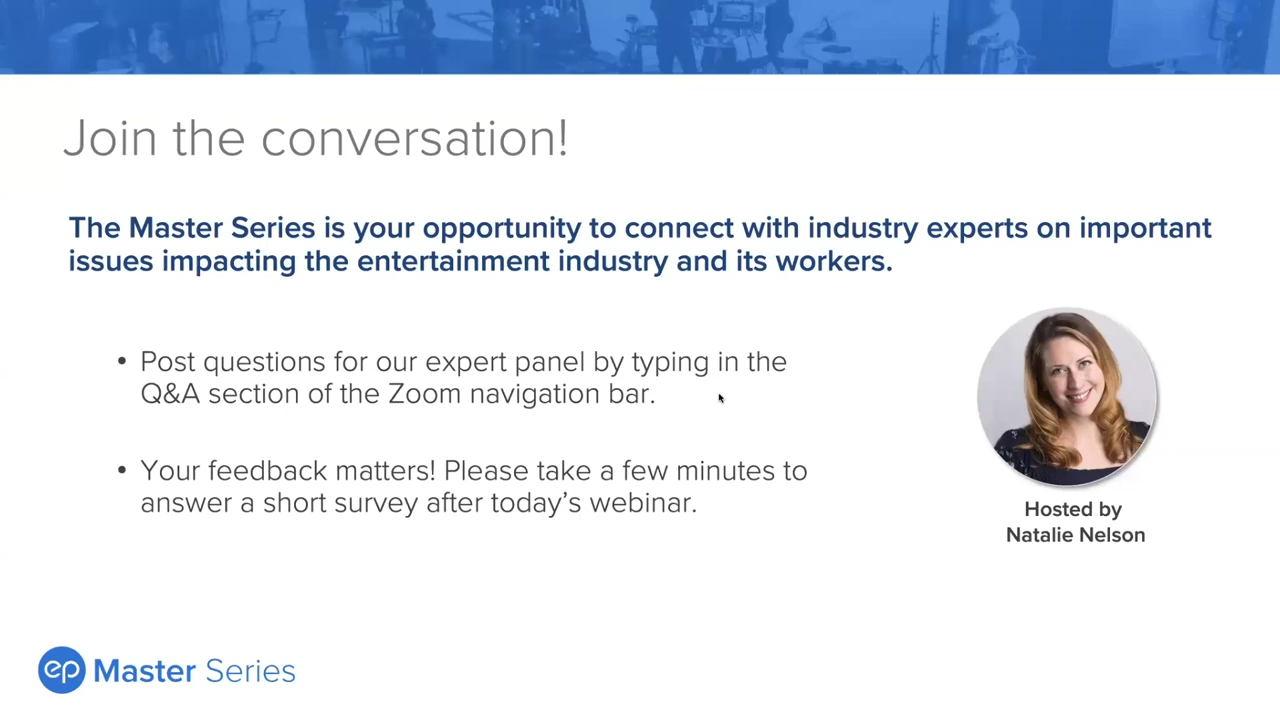 Join the conversation!
The Master Series is your opportunity to connect with industry experts on important
issues impacting the entertainment industry and its workers.
• Post questions for our expert panel by typing in the
Q&A section of the Zoom navigation bar.
• Your feedback matters! Please take a few minutes to
answer a short survey after today’s webinar.
Hosted by
Natalie Nelson
ep Master Series